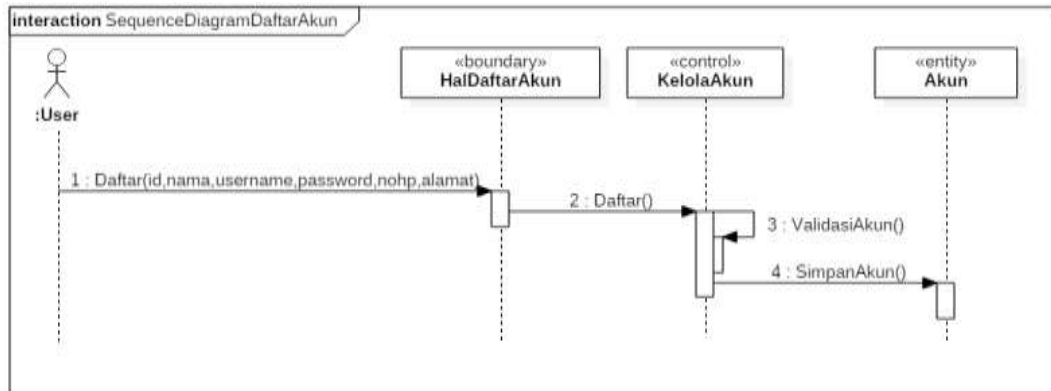 interaction SequenceDiagramDaftarAkun
«boundary»
HalDaftarAkun
«control»
KelolaAkun
«entity»
Akun
:User
1 : Daftar(id,nama,username,password,nohp,alamat)
2 : Daftar()
3 : ValidasiAkun()
4 : SimpanAkun()